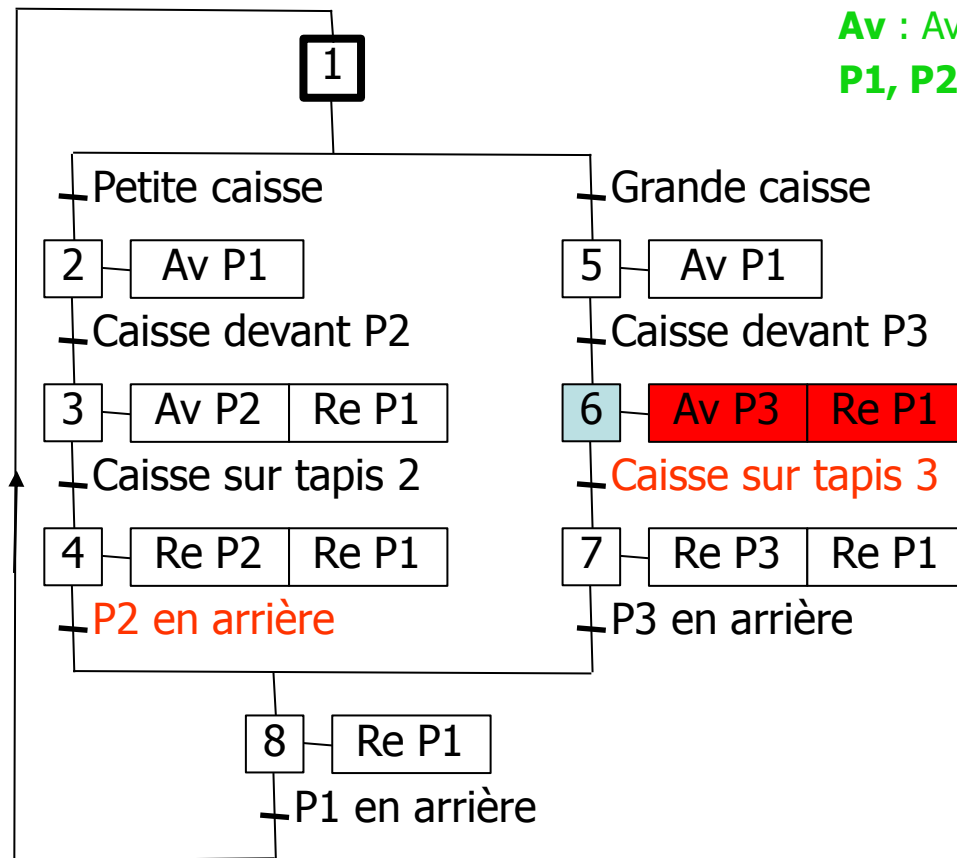 Av : Av
P1, P2
1
Petite caisse
Grande caisse
2 Av P1
5 Av P1
Caisse devant P2
Caisse devant P3
3 Av P2 Re P1
6 Av P3 Re P1
Caisse sur tapis 2
Caisse sur tapis 3
4 Re P2 Re P1
7 Re P3 Re P1
P2 en arrière
P3 en arrière
8 Re P1
P1 en arrière